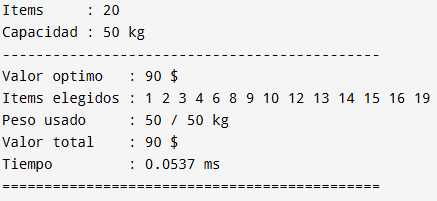 Items     : 20
Capacidad : 50 kg
---------------------------------------------
Valor optimo   : 90 $
Items elegidos : 1 2 3 4 6 8 9 10 12 13 14 15 16 19
Peso usado     : 50 / 50 kg
Valor total    : 90 $
Tiempo         : 0.0537 ms
=============================================